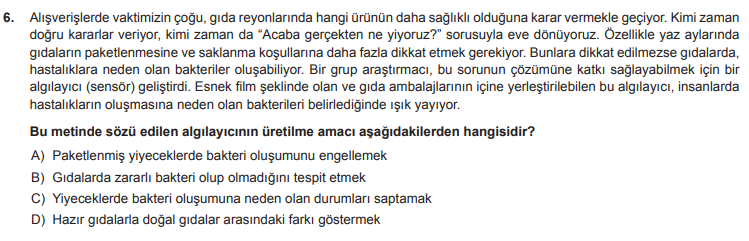 6. Alışverişlerde vaktimizin çoğu, gıda reyonlarında hangi ürünün daha sağlıklı olduğuna karar vermekle geçiyor. Kimi zaman
doğru kararlar veriyor, kimi zaman da “Acaba gerçekten ne yiyoruz?” sorusuyla eve dönüyoruz. Özellikle yaz aylarında
gıdaların paketlenmesine ve saklanma koşullarına daha fazla dikkat etmek gerekiyor. Bunlara dikkat edilmezse gıdalarda,
hastalıklara neden olan bakteriler oluşabiliyor. Bir grup araştırmacı, bu sorunun çözümüne katkı sağlayabilmek için bir
algılayıcı (sensör) geliştirdi. Esnek film şeklinde olan ve gıda ambalajlarının içine yerleştirilebilen bu algılayıcı, insanlarda
hastalıkların oluşmasına neden olan bakterileri belirlediğinde ışık yayıyor.
Bu metinde sözü edilen algılayıcının üretilme amacı aşağıdakilerden hangisidir?
A) Paketlenmiş yiyeceklerde bakteri oluşumunu engellemek
B) Gıdalarda zararlı bakteri olup olmadığını tespit etmek
C) Yiyeceklerde bakteri oluşumuna neden olan durumları saptamak
D) Hazır gıdalarla doğal gıdalar arasındaki farkı göstermek